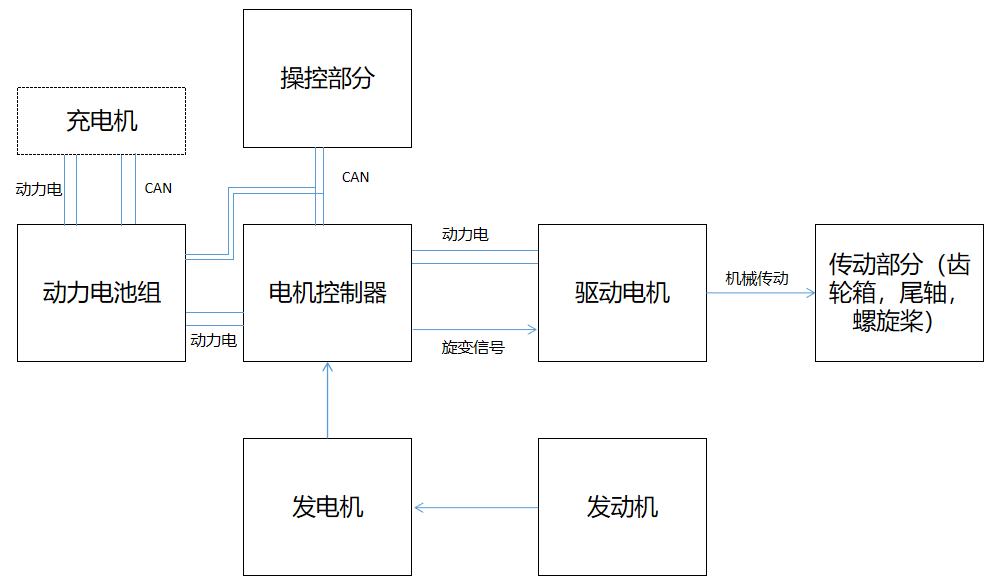 操控部分
充电机
动力电
CAN
CAN
动力电
动力电池组
电机控制器
驱动电机
机械传动
传动部分（齿
轮箱，尾轴，
螺旋桨）
动力电
旋变信号
发电机
发动机